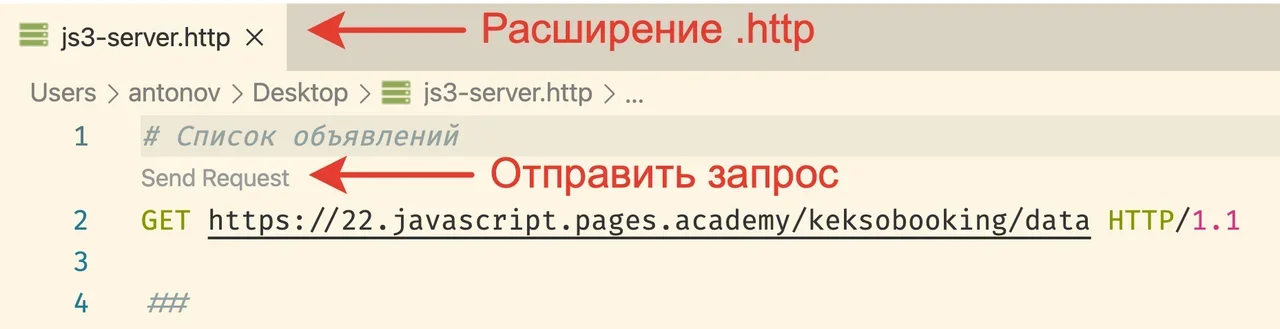 js3-server.http ×
Расширение .http
Users > antonov > Desktop > js3-server.http > ...
1 # Список объявлений
Send Request
Отправить запрос
2 GET https://22.javascript.pages.academy/keksobooking/data HTTP/1.1
3
4 ###